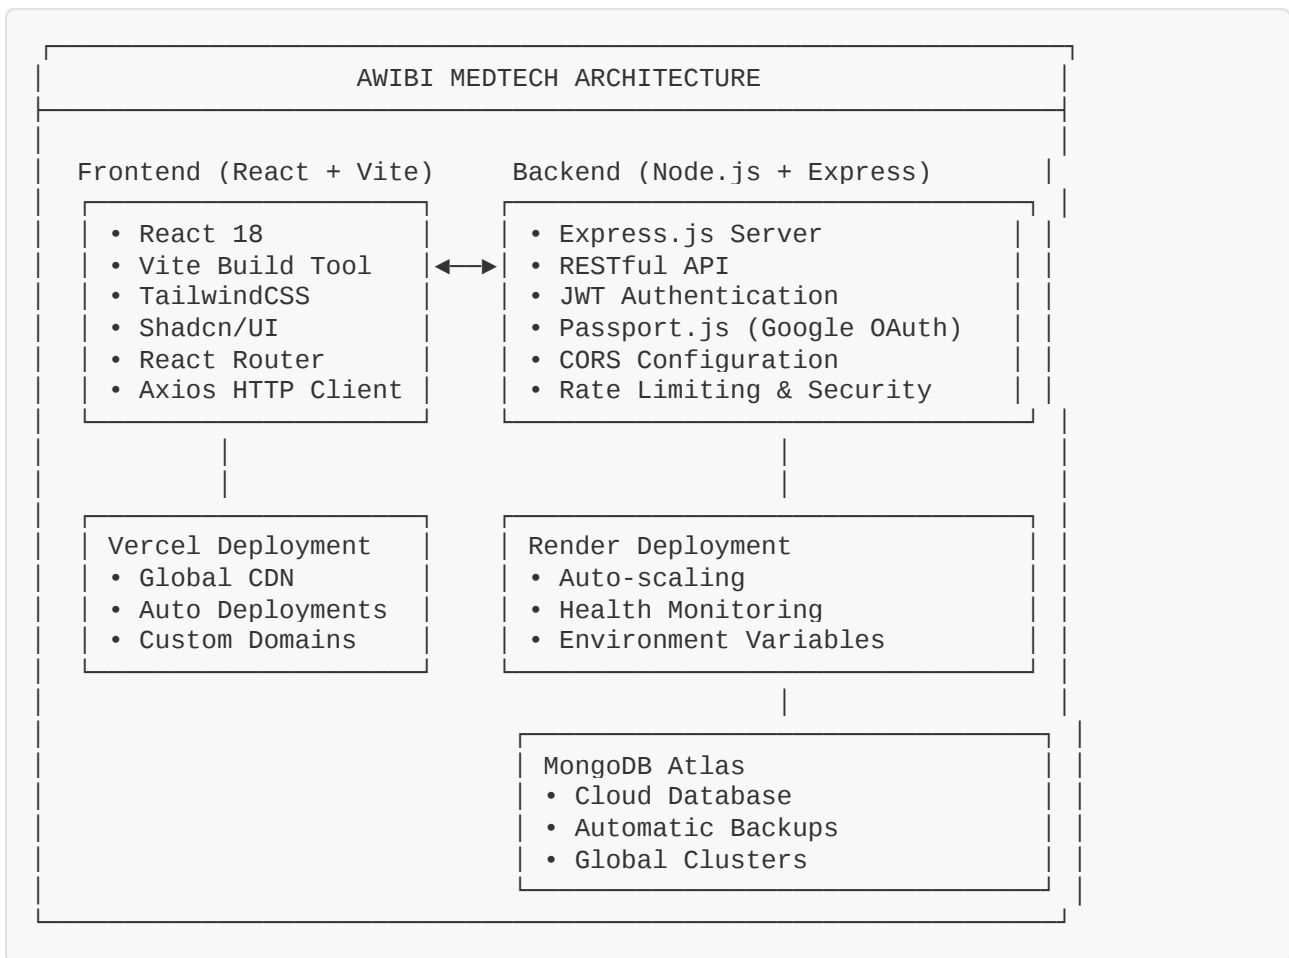 AWIBI MEDTECH ARCHITECTURE
Frontend (React + Vite)
Backend (Node.js + Express)
• React 18
• Vite Build Tool
• TailwindCSS
• Shadcn/UI
• React Router
• Axios HTTP Client
• Express.js Server
• RESTful API
• JWT Authentication
• Passport.js (Google OAuth)
• CORS Configuration
• Rate Limiting & Security
Vercel Deployment
• Global CDN
• Auto Deployments
• Custom Domains
Render Deployment
• Auto-scaling
• Health Monitoring
• Environment Variables
MongoDB Atlas
• Cloud Database
• Automatic Backups
• Global Clusters